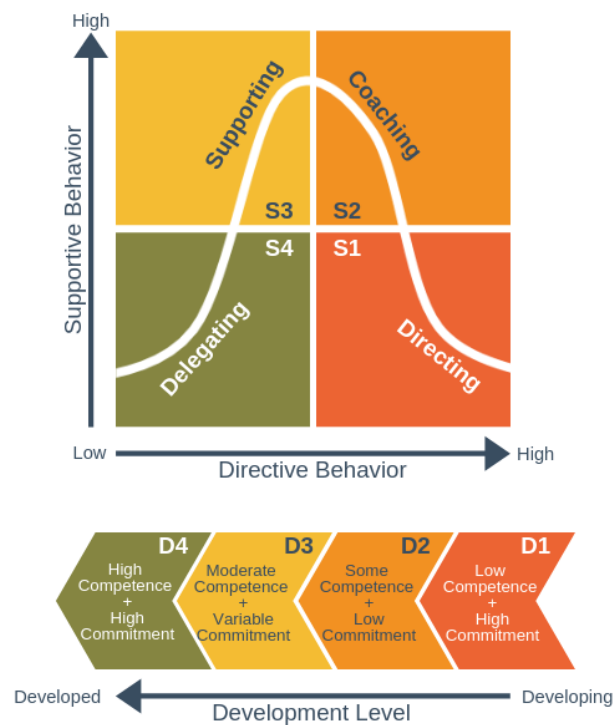 High
Supportive Behavior
Supporting
Coaching
S3
S2
S4
S1
Delegating
Directing
Low
Directive Behavior
High
D4
High
Competence
+
High
Commitment
D3
Moderate
Competence
+
Variable
Commitment
D2
Some
Competence
+
Low
Commitment
D1
Low
Competence
+
High
Commitment
Developed
Development Level
Developing